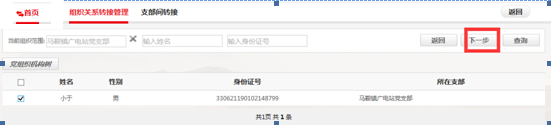 首页 组织关系转接管理 支部间转接 返回
当前组织范围: 马鞍镇广电站党支部 输入姓名 输入身份证号 返回 下一步 查询
党组织机构树
姓名 性别 身份证号 所在支部
小于 男 330621190102148799 马鞍镇广电站党支部
共1页 共 1 条